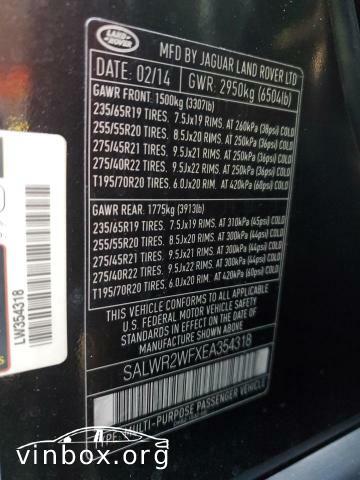 LAND
ROVER
MFD BY JAGUAR LAND ROVER LTD
DATE: 02/14 GVWR: 2950kg (6504lb)
GAWR FRONT: 1500kg (3307lb)
235/65R19 TIRES. 7.5Jx19 RIMS. AT 260kPa (38psi) COLD
255/55R20 TIRES. 8.5Jx20 RIMS. AT 250kPa (36psi) COLD
275/45R21 TIRES. 9.5Jx21 RIMS. AT 250kPa (36psi) COLD
275/40R22 TIRES. 9.5Jx22 RIMS. AT 250kPa (36psi) COLD
T195/70R20 TIRES. 6.0Jx20 RIMS. AT 420kPa (60psi) COLD
GAWR REAR: 1775kg (3913lb)
235/65R19 TIRES. 7.5Jx19 RIMS. AT 310kPa (45psi) COLD
255/55R20 TIRES. 8.5Jx20 RIMS. AT 300kPa (44psi) COLD
275/45R21 TIRES. 9.5Jx21 RIMS. AT 300kPa (44psi) COLD
275/40R22 TIRES. 9.5Jx22 RIMS. AT 300kPa (44psi) COLD
T195/70R20 TIRES. 6.0Jx20 RIMS. AT 420kPa (60psi) COLD
THIS VEHICLE CONFORMS TO ALL APPLICABLE
U.S. FEDERAL MOTOR VEHICLE SAFETY
STANDARDS IN EFFECT ON THE DATE OF
MANUFACTURE SHOWN ABOVE.
SALWR2WFXEA354318
TYPE: MULTI-PURPOSE PASSENGER VEHICLE
LW354318
vinbox.org